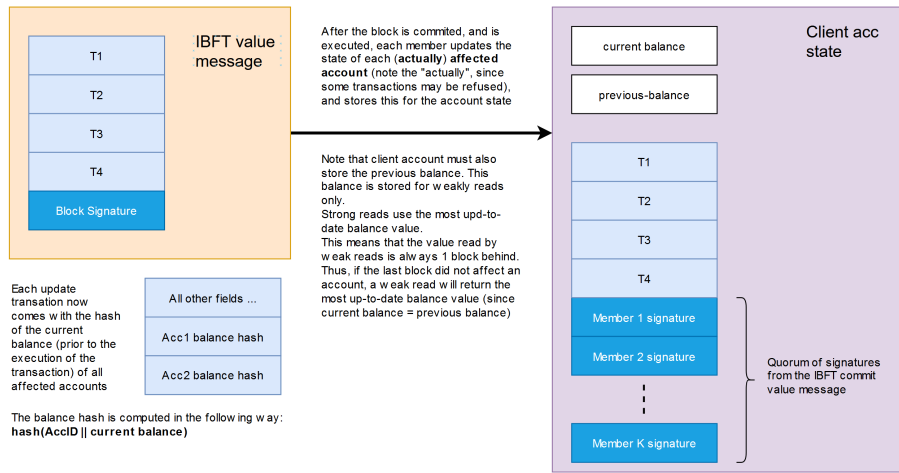 IBFT value
message
T1
T2
T3
T4
Block Signature
After the block is commited, and is
executed, each member updates the
state of each (actually) affected
account (note the "actually", since
some transactions may be refused),
and stores this for the account state
Note that client account must also
store the previous balance. This
balance is stored for weakly reads
only.
Strong reads use the most upd-to-
date balance value.
This means that the value read by
weak reads is always 1 block behind.
Thus, if the last block did not affect an
account, a weak read will return the
most up-to-date balance value (since
current balance = previous balance)
Each update
transation now
comes with the hash
of the current
balance (prior to the
execution of the
transaction) of all
affected accounts
All other fields ...
Acc1 balance hash
Acc2 balance hash
The balance hash is computed in the following way:
hash(AccID || current balance)
Client acc
state
current balance
previous-balance
T1
T2
T3
T4
Member 1 signature
Member 2 signature
Member K signature
Quorum of signatures
from the IBFT commit
value message